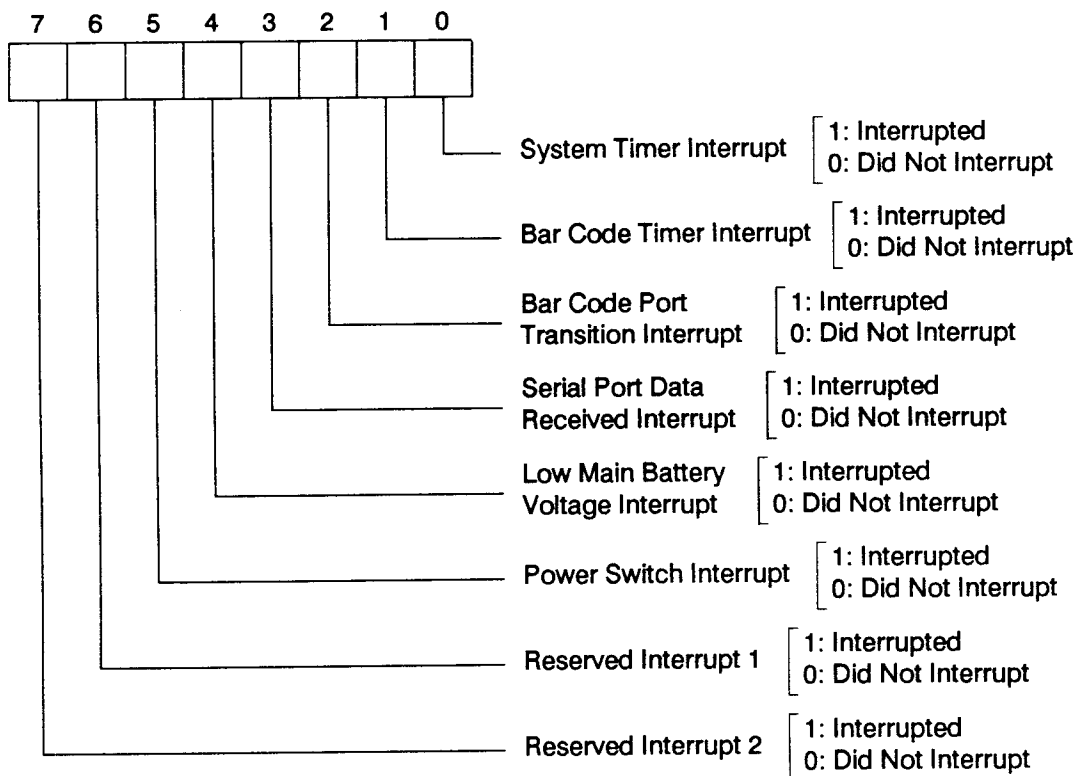 7 6 5 4 3 2 1 0
System Timer Interrupt
1: Interrupted
0: Did Not Interrupt
Bar Code Timer Interrupt
1: Interrupted
0: Did Not Interrupt
Bar Code Port
Transition Interrupt
1: Interrupted
0: Did Not Interrupt
Serial Port Data
Received Interrupt
1: Interrupted
0: Did Not Interrupt
Low Main Battery
Voltage Interrupt
1: Interrupted
0: Did Not Interrupt
Power Switch Interrupt
1: Interrupted
0: Did Not Interrupt
Reserved Interrupt 1
1: Interrupted
0: Did Not Interrupt
Reserved Interrupt 2
1: Interrupted
0: Did Not Interrupt